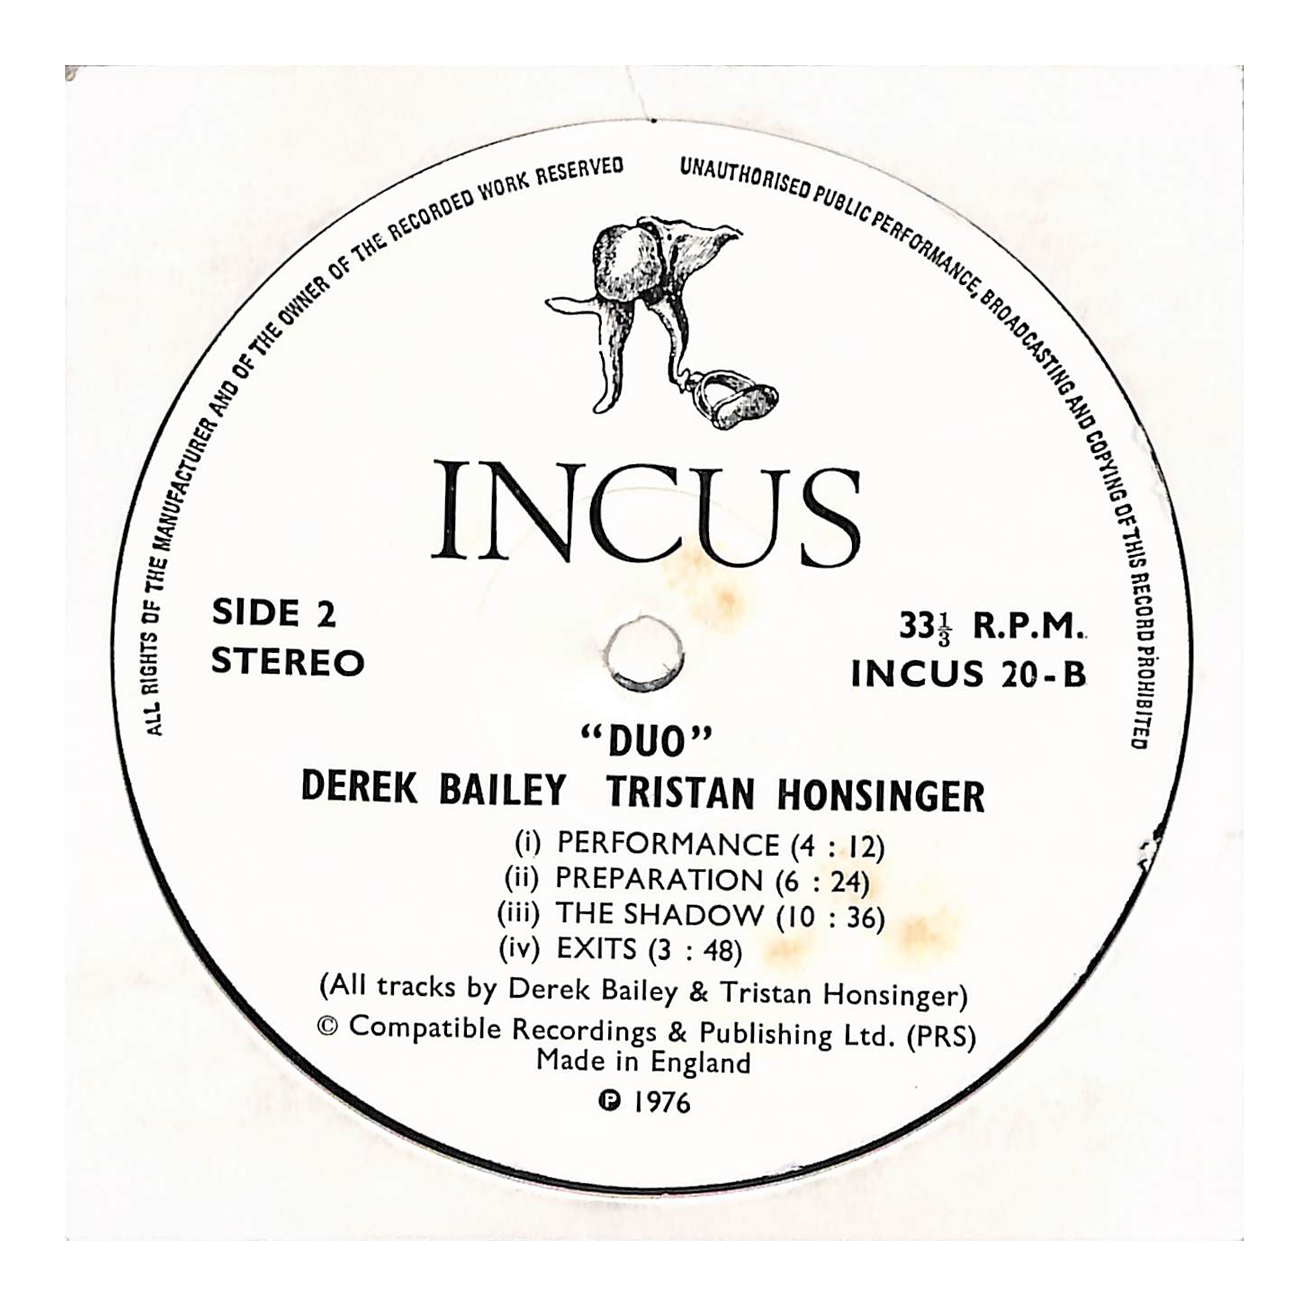 ALL RIGHTS OF THE MANUFACTURER AND OF THE OWNER OF THE RECORDED WORK RESERVED
UNAUTHORISED PUBLIC PERFORMANCE, BROADCASTING AND COPYING OF THIS RECORD PROHIBITED
INCUS
SIDE 2
STEREO
33⅓ R.P.M.
INCUS 20-B
“DUO”
DEREK BAILEY TRISTAN HONSINGER
(i) PERFORMANCE (4 : 12)
(ii) PREPARATION (6 : 24)
(iii) THE SHADOW (10 : 36)
(iv) EXITS (3 : 48)
(All tracks by Derek Bailey & Tristan Honsinger)
© Compatible Recordings & Publishing Ltd. (PRS)
Made in England
℗ 1976